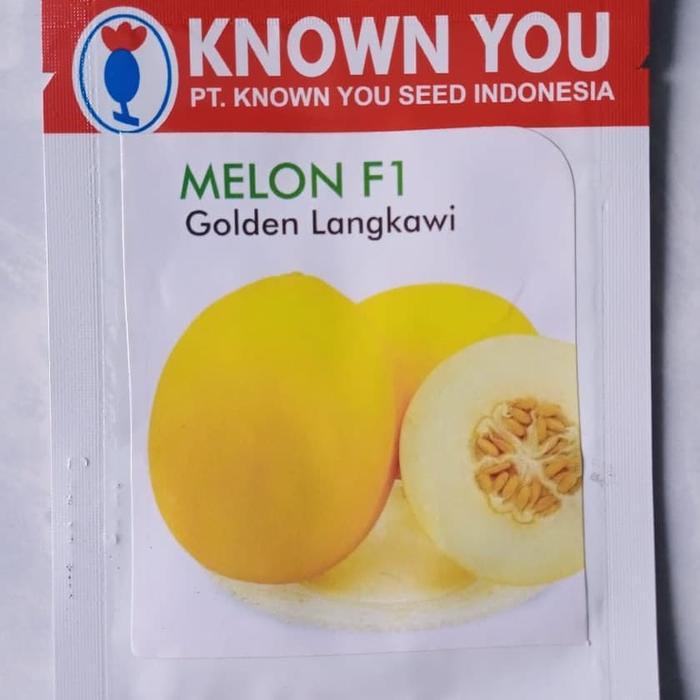 KNOWN YOU
PT. KNOWN YOU SEED INDONESIA
MELON F1
Golden Langkawi